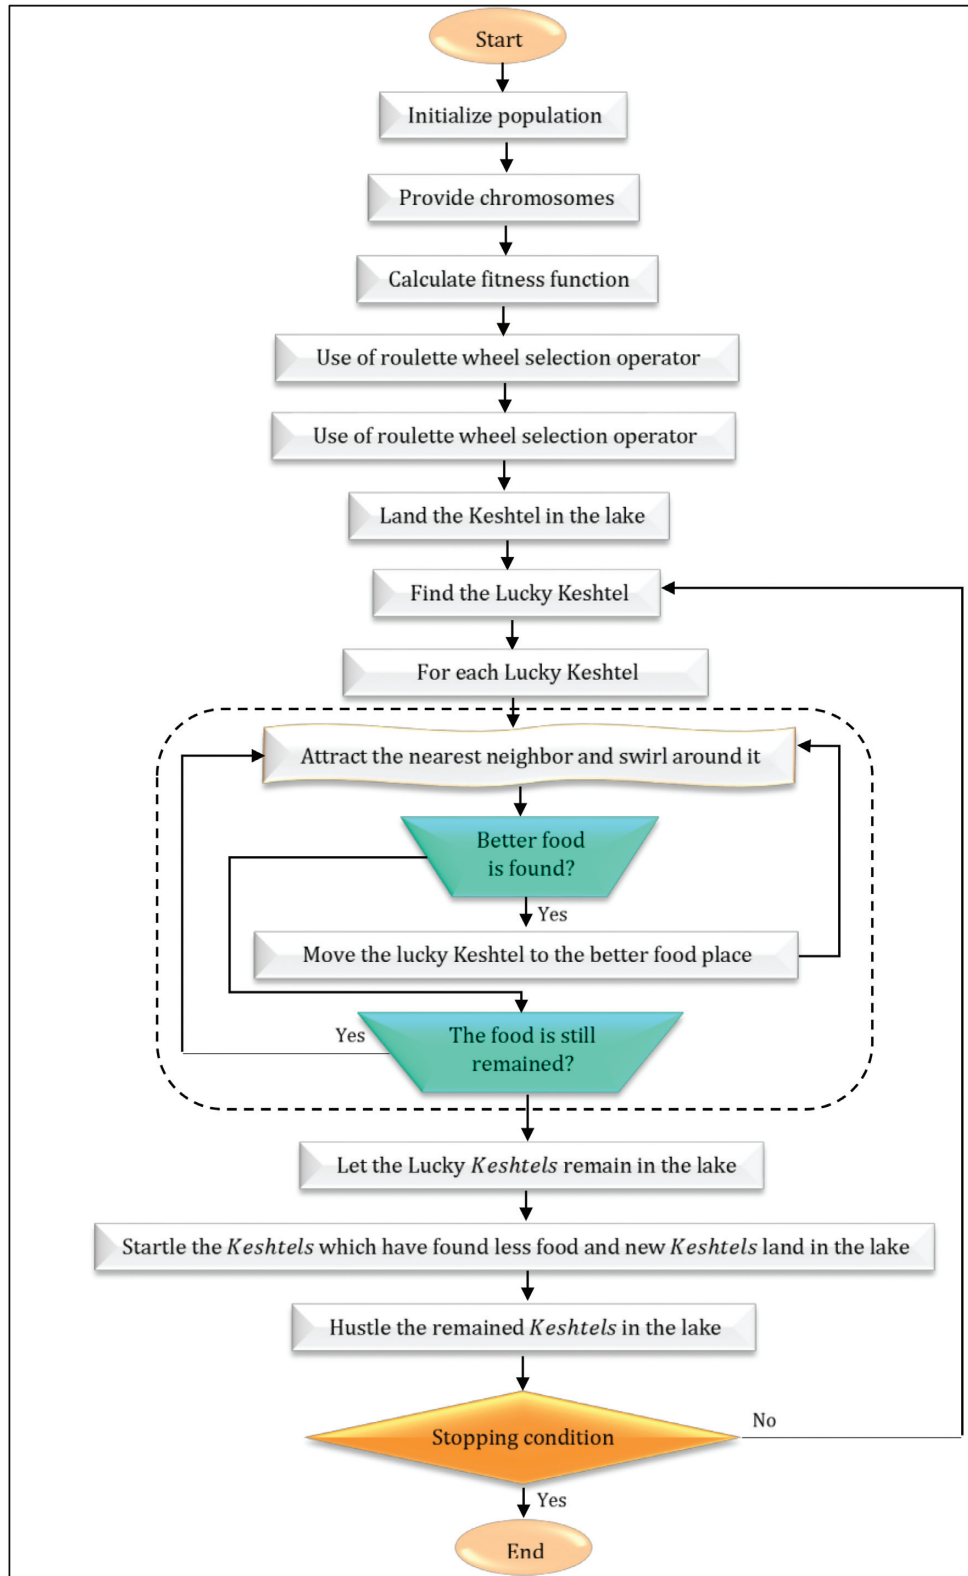 Start
Initialize population
Provide chromosomes
Calculate fitness function
Use of roulette wheel selection operator
Use of roulette wheel selection operator
Land the Keshtel in the lake
Find the Lucky Keshtel
For each Lucky Keshtel
Attract the nearest neighbor and swirl around it
Better food
is found?
Yes
Move the lucky Keshtel to the better food place
Yes
The food is still
remained?
Let the Lucky Keshtels remain in the lake
Startle the Keshtels which have found less food and new Keshtels land in the lake
Hustle the remained Keshtels in the lake
Stopping condition
No
Yes
End